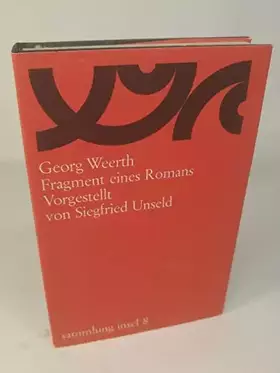 Georg Weerth
Fragment eines Romans
Vorgestellt
von Siegfried Unseld
sammlung insel 8